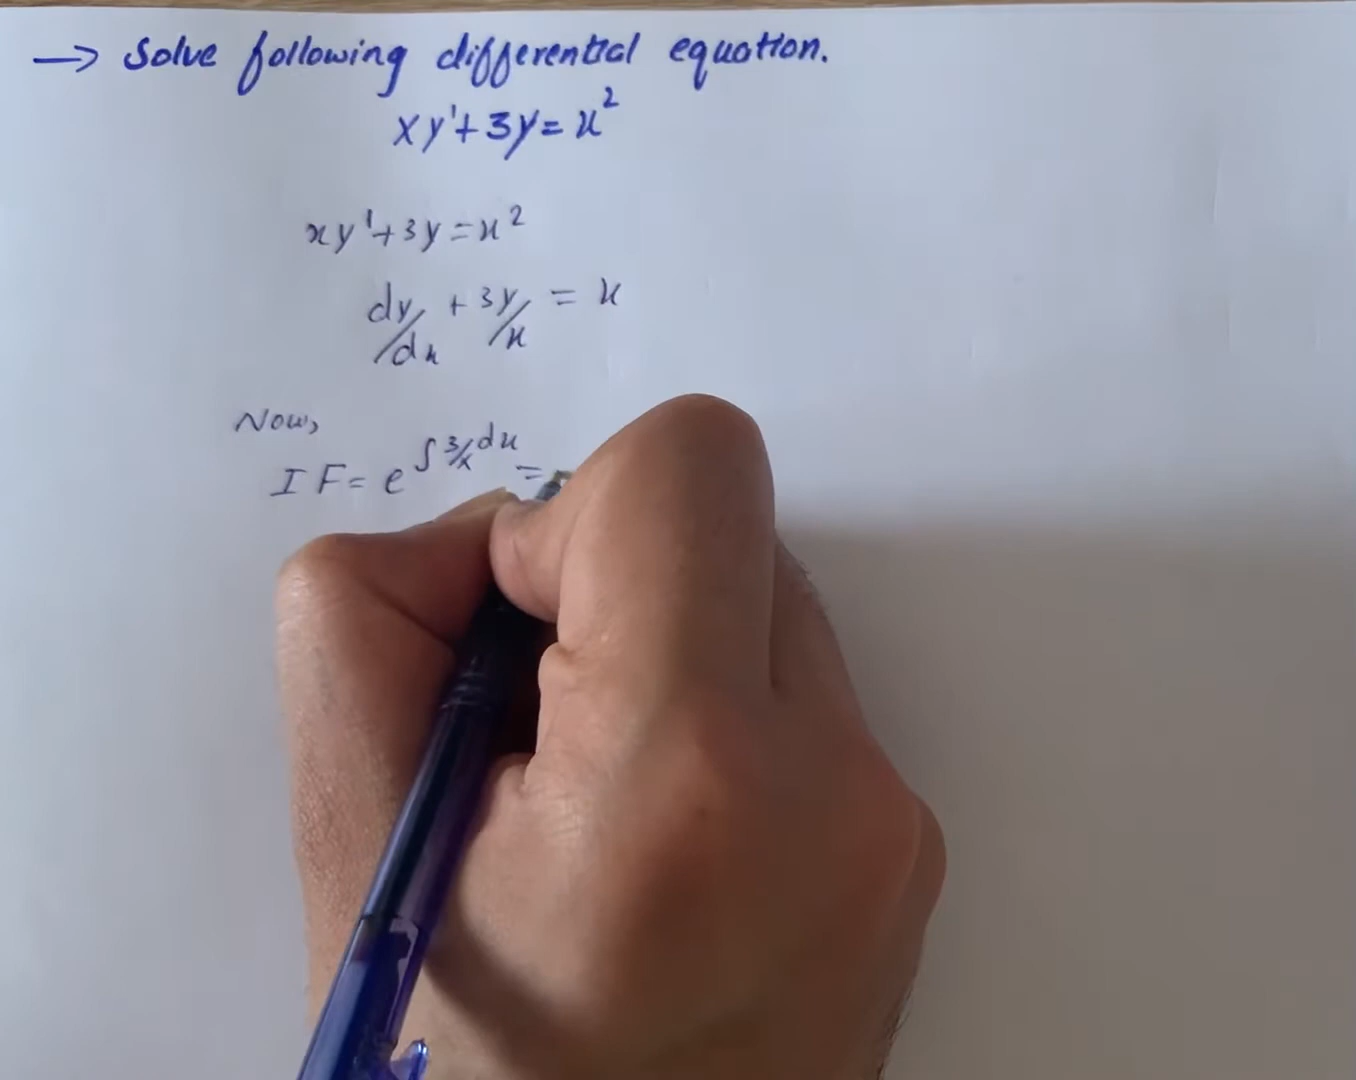 → Solve following differential equation.
xy'+3y=x²
xy'+3y=x²
dy/dx + 3y/x = x
Now,
IF= e^∫3/x dx =